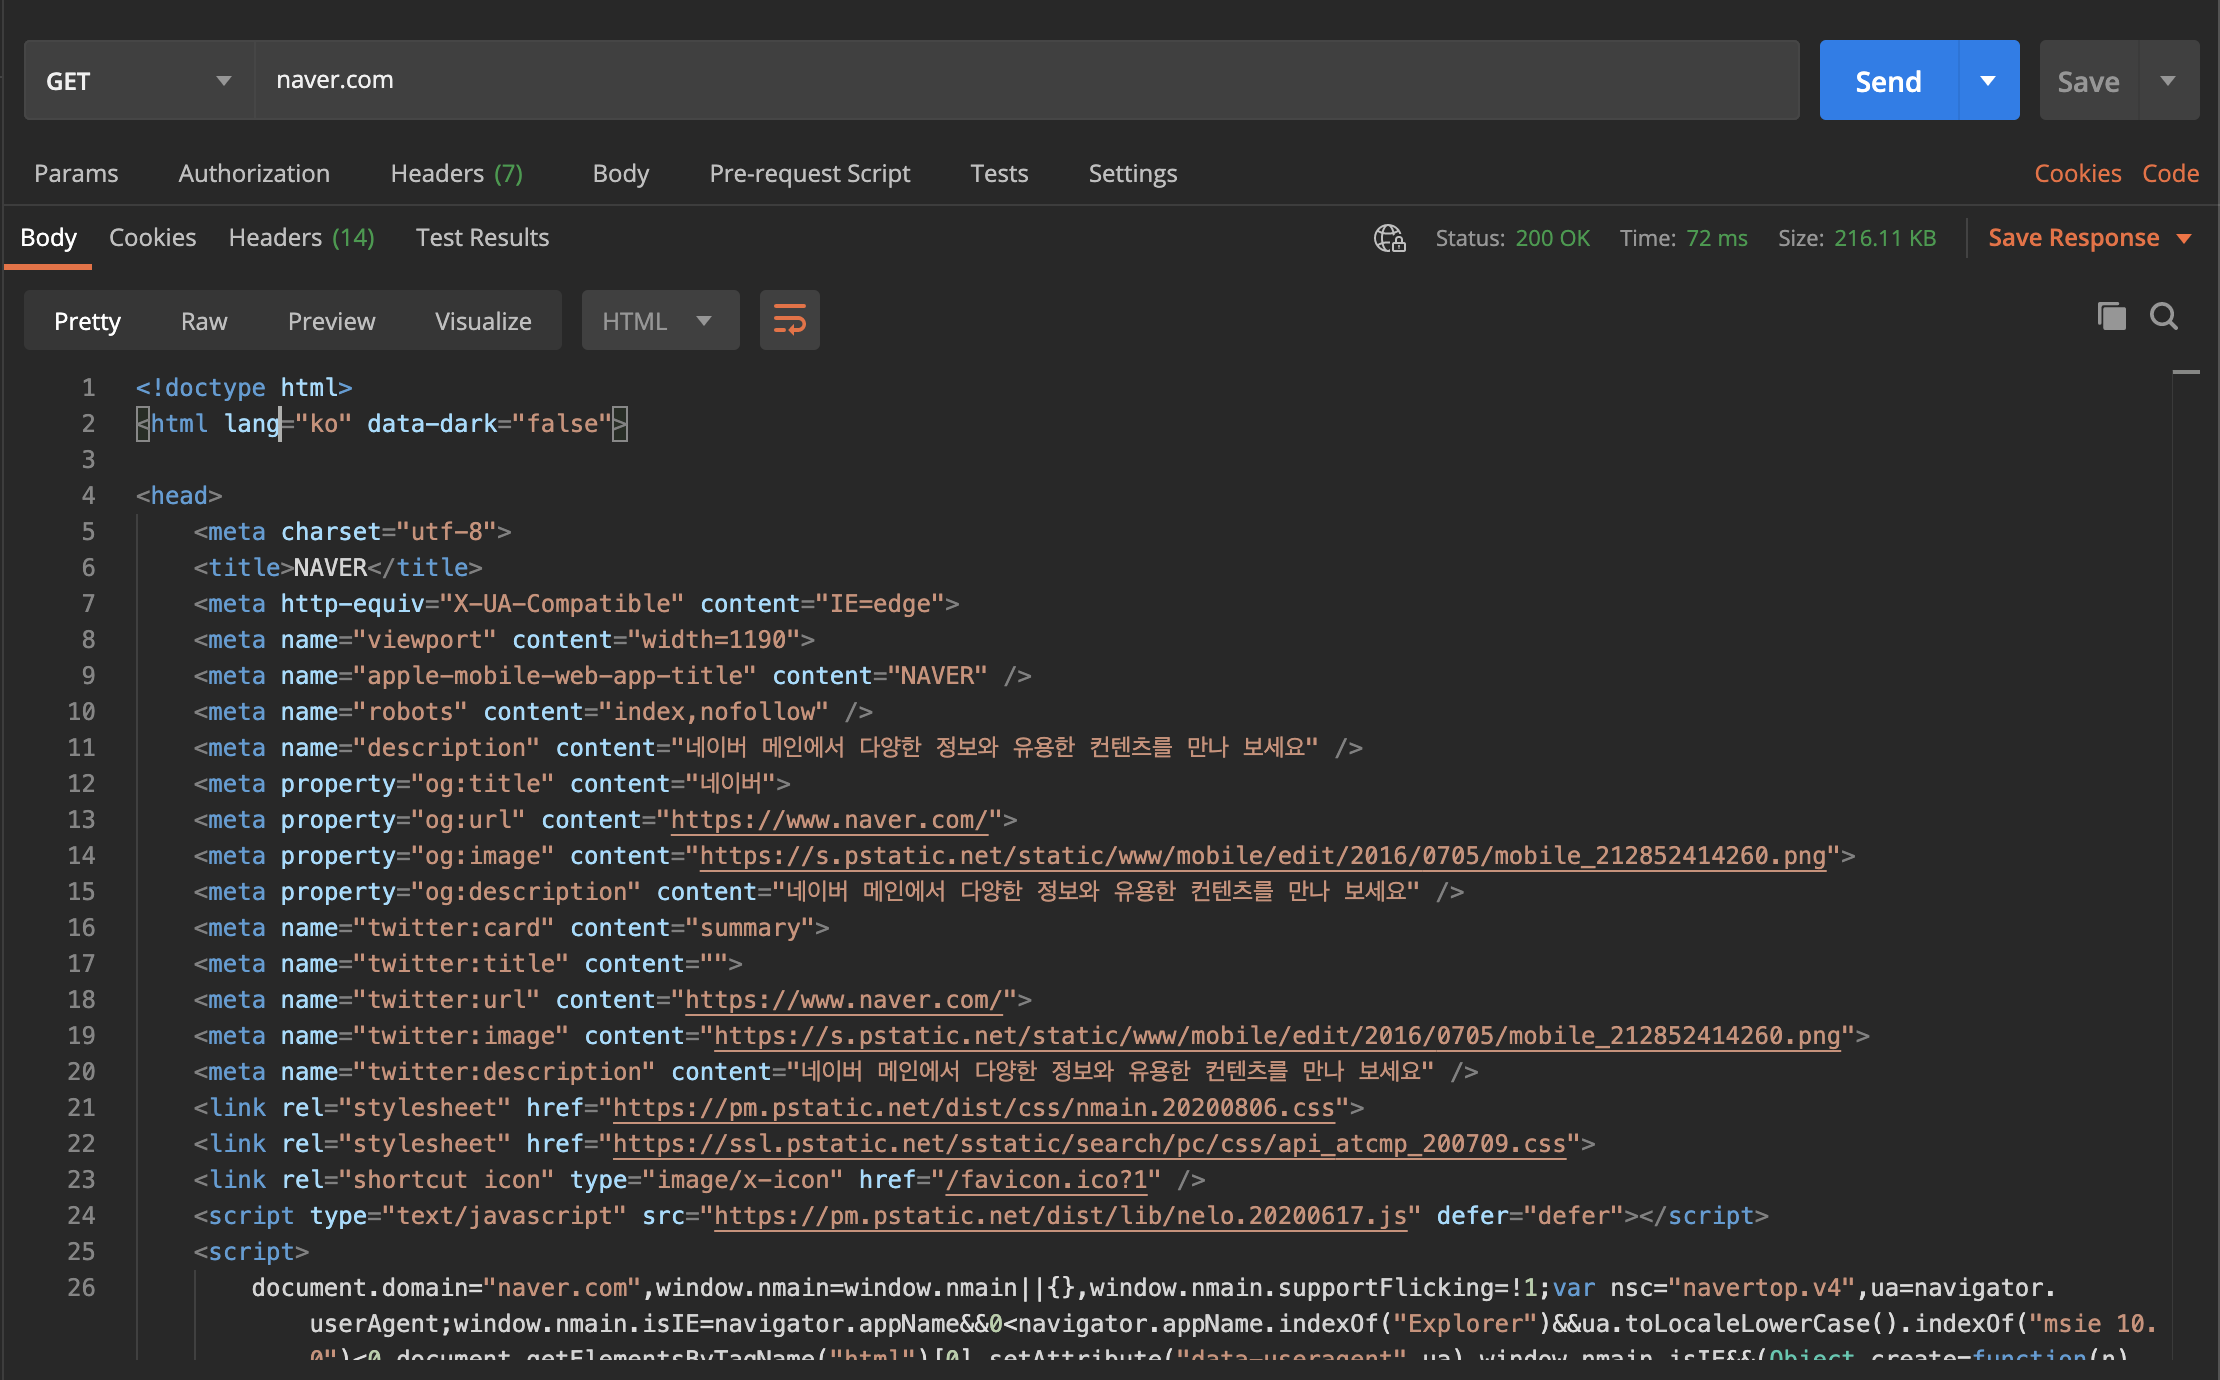 GET naver.com Send Save
Params Authorization Headers (7) Body Pre-request Script Tests Settings Cookies Code
Body Cookies Headers (14) Test Results Status: 200 OK Time: 72 ms Size: 216.11 KB Save Response
Pretty Raw Preview Visualize HTML
1 <!doctype html>
2 <html lang="ko" data-dark="false">
3
4 <head>
5 <meta charset="utf-8">
6 <title>NAVER</title>
7 <meta http-equiv="X-UA-Compatible" content="IE=edge">
8 <meta name="viewport" content="width=1190">
9 <meta name="apple-mobile-web-app-title" content="NAVER" />
10 <meta name="robots" content="index,nofollow" />
11 <meta name="description" content="네이버 메인에서 다양한 정보와 유용한 컨텐츠를 만나 보세요" />
12 <meta property="og:title" content="네이버">
13 <meta property="og:url" content="https://www.naver.com/">
14 <meta property="og:image" content="https://s.pstatic.net/static/www/mobile/edit/2016/0705/mobile_212852414260.png">
15 <meta property="og:description" content="네이버 메인에서 다양한 정보와 유용한 컨텐츠를 만나 보세요" />
16 <meta name="twitter:card" content="summary">
17 <meta name="twitter:title" content="">
18 <meta name="twitter:url" content="https://www.naver.com/">
19 <meta name="twitter:image" content="https://s.pstatic.net/static/www/mobile/edit/2016/0705/mobile_212852414260.png">
20 <meta name="twitter:description" content="네이버 메인에서 다양한 정보와 유용한 컨텐츠를 만나 보세요" />
21 <link rel="stylesheet" href="https://pm.pstatic.net/dist/css/nmain.20200806.css">
22 <link rel="stylesheet" href="https://ssl.pstatic.net/sstatic/search/pc/css/api_atcmp_200709.css">
23 <link rel="shortcut icon" type="image/x-icon" href="/favicon.ico?1" />
24 <script type="text/javascript" src="https://pm.pstatic.net/dist/lib/nelo.20200617.js" defer="defer"></script>
25 <script>
26 document.domain="naver.com",window.nmain=window.nmain||{},window.nmain.supportFlicking=!1;var nsc="navertop.v4",ua=navigator.
userAgent;window.nmain.isIE=navigator.appName&&0<navigator.appName.indexOf("Explorer")&&ua.toLocaleLowerCase().indexOf("msie 10.
0")<0,document.getElementsByTagName("html")[0].setAttribute("data-useragent",ua),window.nmain.isIE&&(Object.create=function(n)